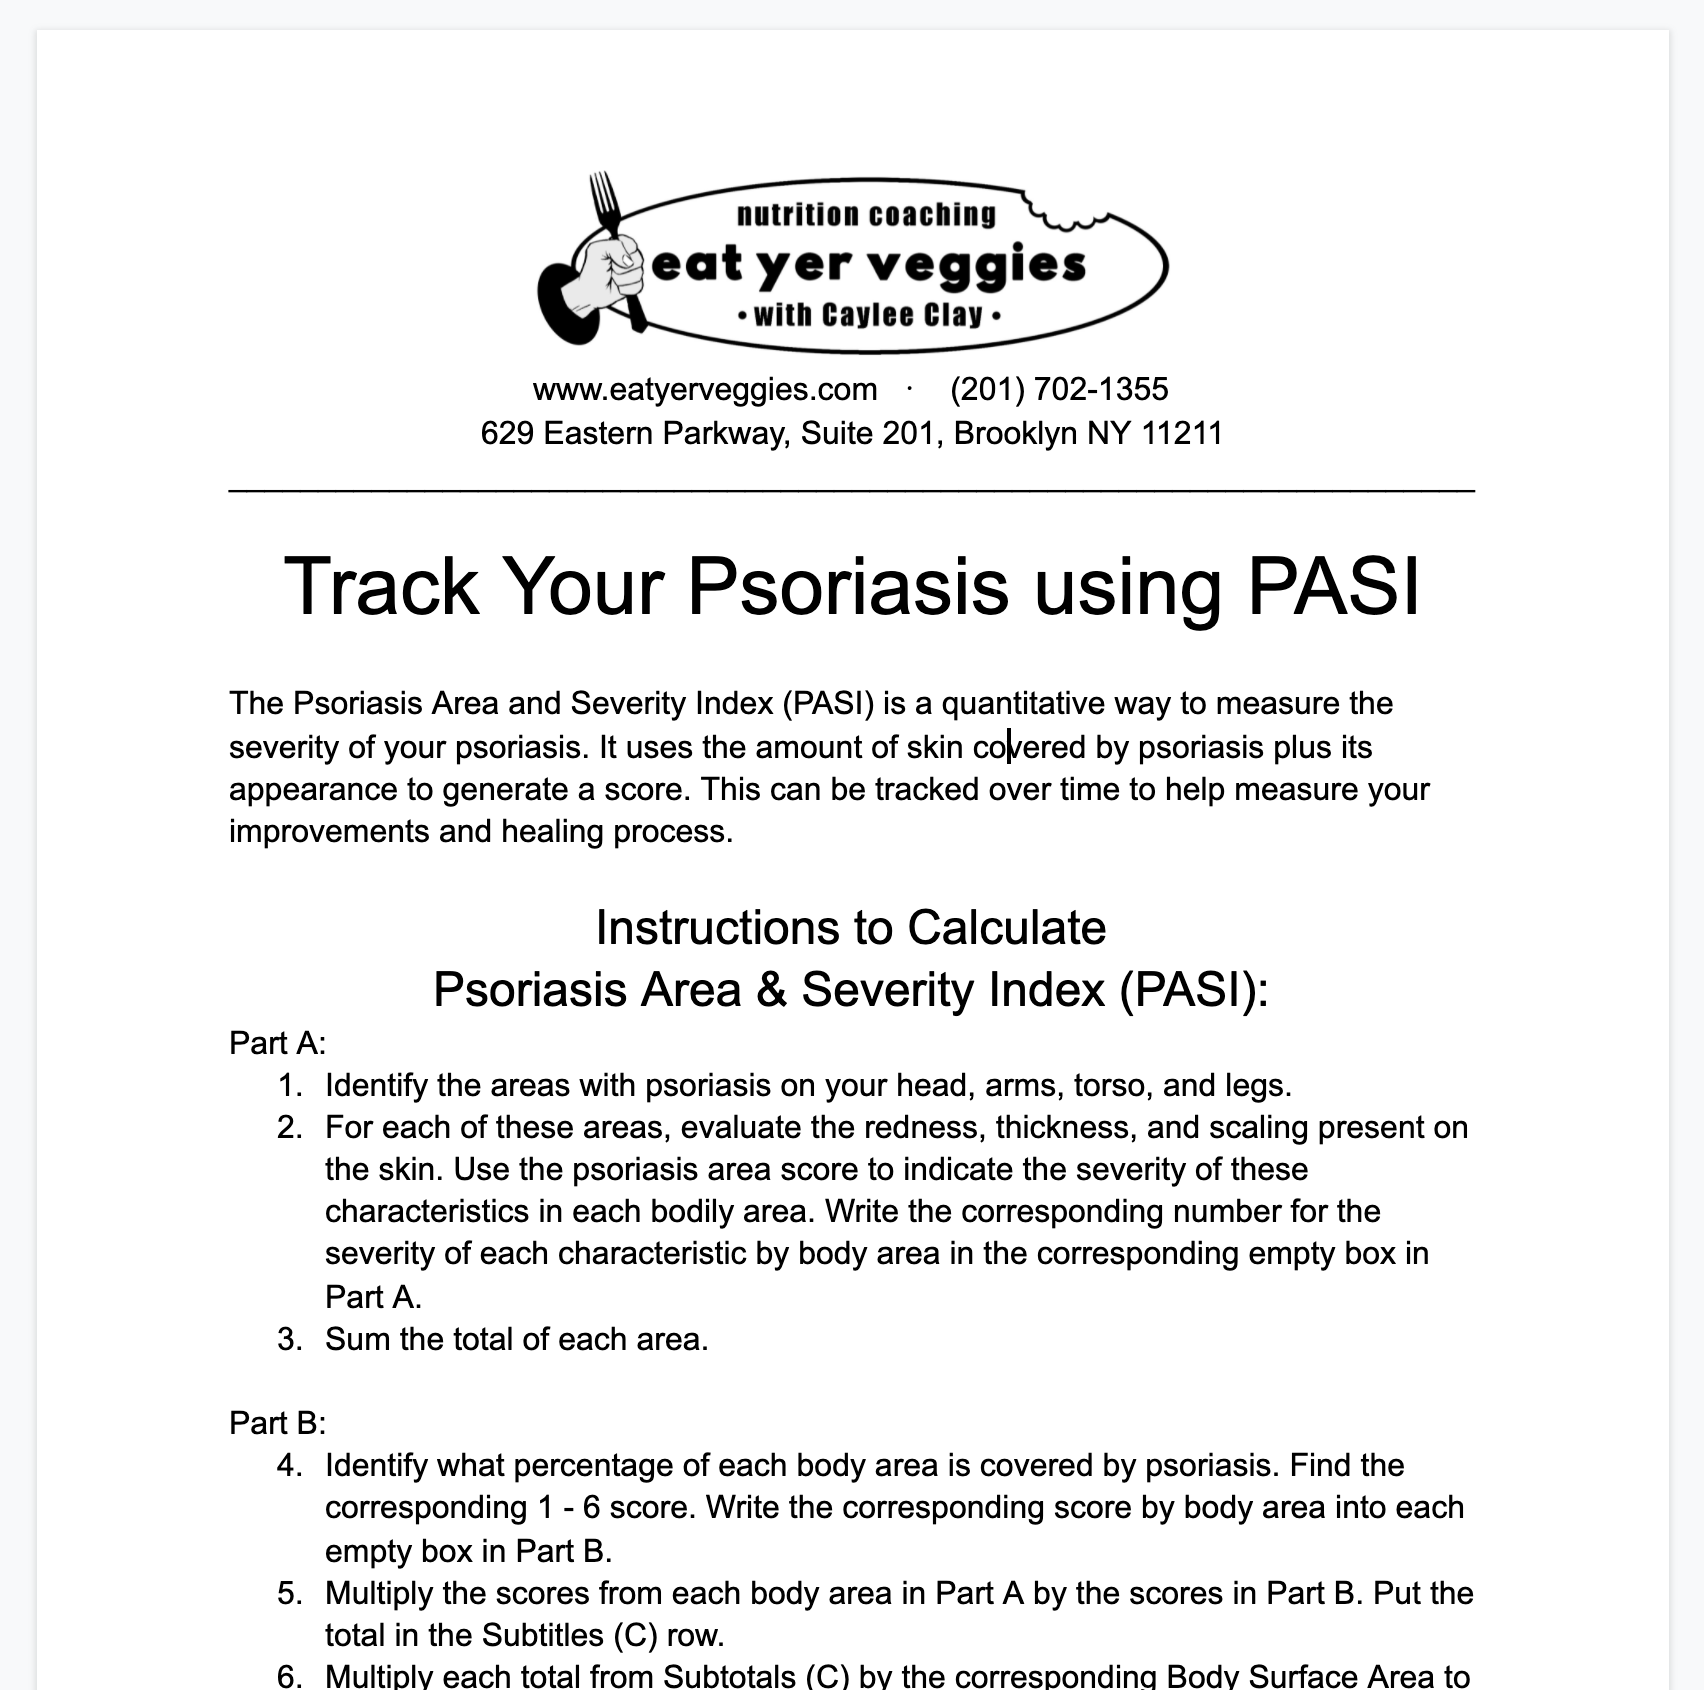 nutrition coaching
eat yer veggies
• with Caylee Clay •
www.eatyerveggies.com · (201) 702-1355
629 Eastern Parkway, Suite 201, Brooklyn NY 11211
Track Your Psoriasis using PASI
The Psoriasis Area and Severity Index (PASI) is a quantitative way to measure the
severity of your psoriasis. It uses the amount of skin covered by psoriasis plus its
appearance to generate a score. This can be tracked over time to help measure your
improvements and healing process.
Instructions to Calculate
Psoriasis Area & Severity Index (PASI):
Part A:
1. Identify the areas with psoriasis on your head, arms, torso, and legs.
2. For each of these areas, evaluate the redness, thickness, and scaling present on
the skin. Use the psoriasis area score to indicate the severity of these
characteristics in each bodily area. Write the corresponding number for the
severity of each characteristic by body area in the corresponding empty box in
Part A.
3. Sum the total of each area.
Part B:
4. Identify what percentage of each body area is covered by psoriasis. Find the
corresponding 1 - 6 score. Write the corresponding score by body area into each
empty box in Part B.
5. Multiply the scores from each body area in Part A by the scores in Part B. Put the
total in the Subtitles (C) row.
6. Multiply each total from Subtotals (C) by the corresponding Body Surface Area to